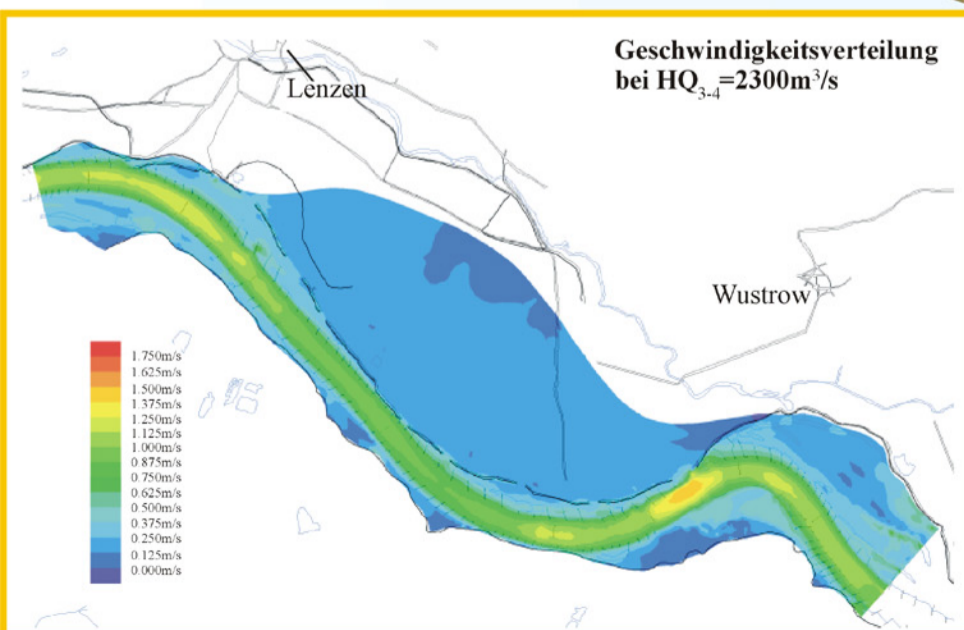 Geschwindigkeitsverteilung
bei HQ3-4=2300m³/s
Lenzen
Wustrow
1.750m/s
1.625m/s
1.500m/s
1.375m/s
1.250m/s
1.125m/s
1.000m/s
0.875m/s
0.750m/s
0.625m/s
0.500m/s
0.375m/s
0.250m/s
0.125m/s
0.000m/s